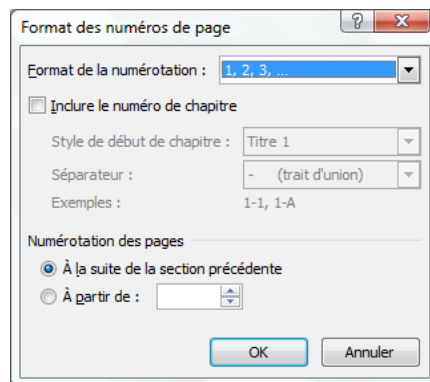 Format des numéros de page
Format de la numérotation : 1, 2, 3, ...
Inclure le numéro de chapitre
Style de début de chapitre : Titre 1
Séparateur : - (trait d'union)
Exemples : 1-1, 1-A
Numérotation des pages
À la suite de la section précédente
À partir de :
OK Annuler